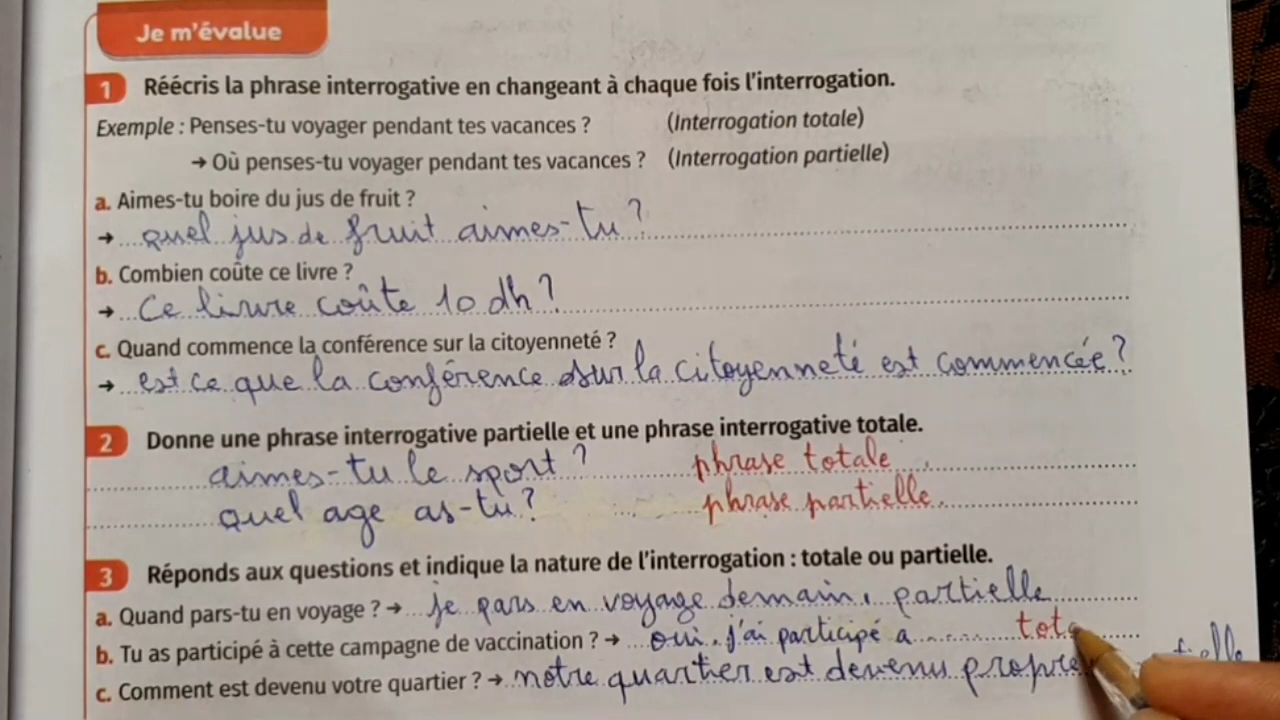 Je m'évalue
1 Réécris la phrase interrogative en changeant à chaque fois l'interrogation.
Exemple : Penses-tu voyager pendant tes vacances ? (Interrogation totale)
→ Où penses-tu voyager pendant tes vacances ? (Interrogation partielle)
a. Aimes-tu boire du jus de fruit ?
→ quel jus de fruit aimes-tu ?
b. Combien coûte ce livre ?
→ Ce livre coûte 10 dh ?
c. Quand commence la conférence sur la citoyenneté ?
→ est ce que la conférence sur la citoyenneté est commencée ?
2 Donne une phrase interrogative partielle et une phrase interrogative totale.
aimes-tu le sport ? phrase totale
quel age as-tu ? phrase partielle
3 Réponds aux questions et indique la nature de l'interrogation : totale ou partielle.
a. Quand pars-tu en voyage ? → je pars en voyage demain, partielle
b. Tu as participé à cette campagne de vaccination ? → oui, j'ai participé à ....... tot
c. Comment est devenu votre quartier ? → notre quartier est devenu propre